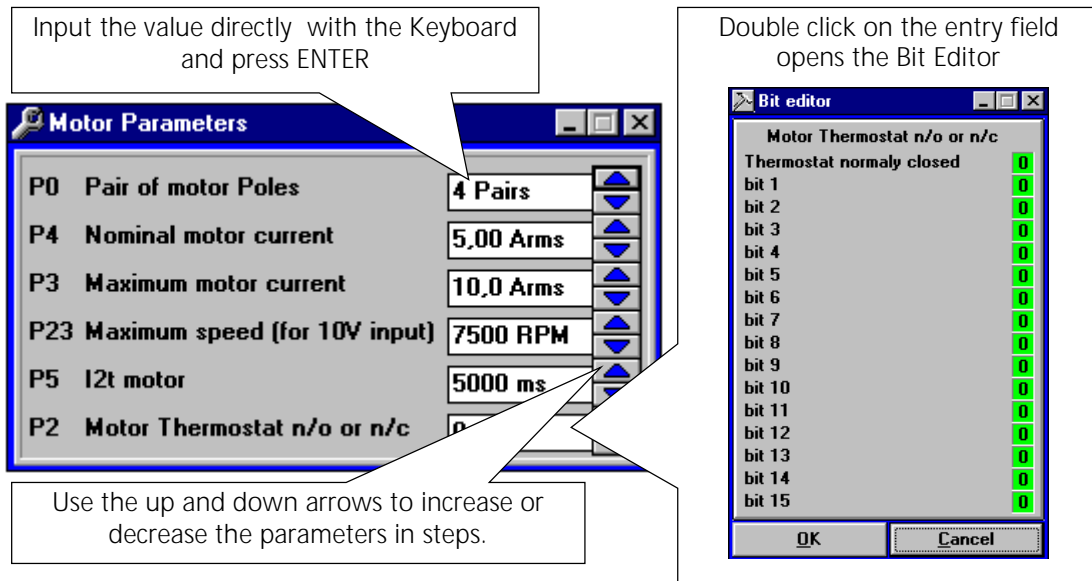 Input the value directly with the Keyboard
and press ENTER
Double click on the entry field
opens the Bit Editor
Motor Parameters
P0 Pair of motor Poles 4 Pairs
P4 Nominal motor current 5,00 Arms
P3 Maximum motor current 10,0 Arms
P23 Maximum speed (for 10V input) 7500 RPM
P5 I2t motor 5000 ms
P2 Motor Thermostat n/o or n/c
Use the up and down arrows to increase or
decrease the parameters in steps.
Bit editor
Motor Thermost n/o or n/c
Thermostat normaly closed 0
bit 1 0
bit 2 0
bit 3 0
bit 4 0
bit 5 0
bit 6 0
bit 7 0
bit 8 0
bit 9 0
bit 10 0
bit 11 0
bit 12 0
bit 13 0
bit 14 0
bit 15 0
OK Cancel